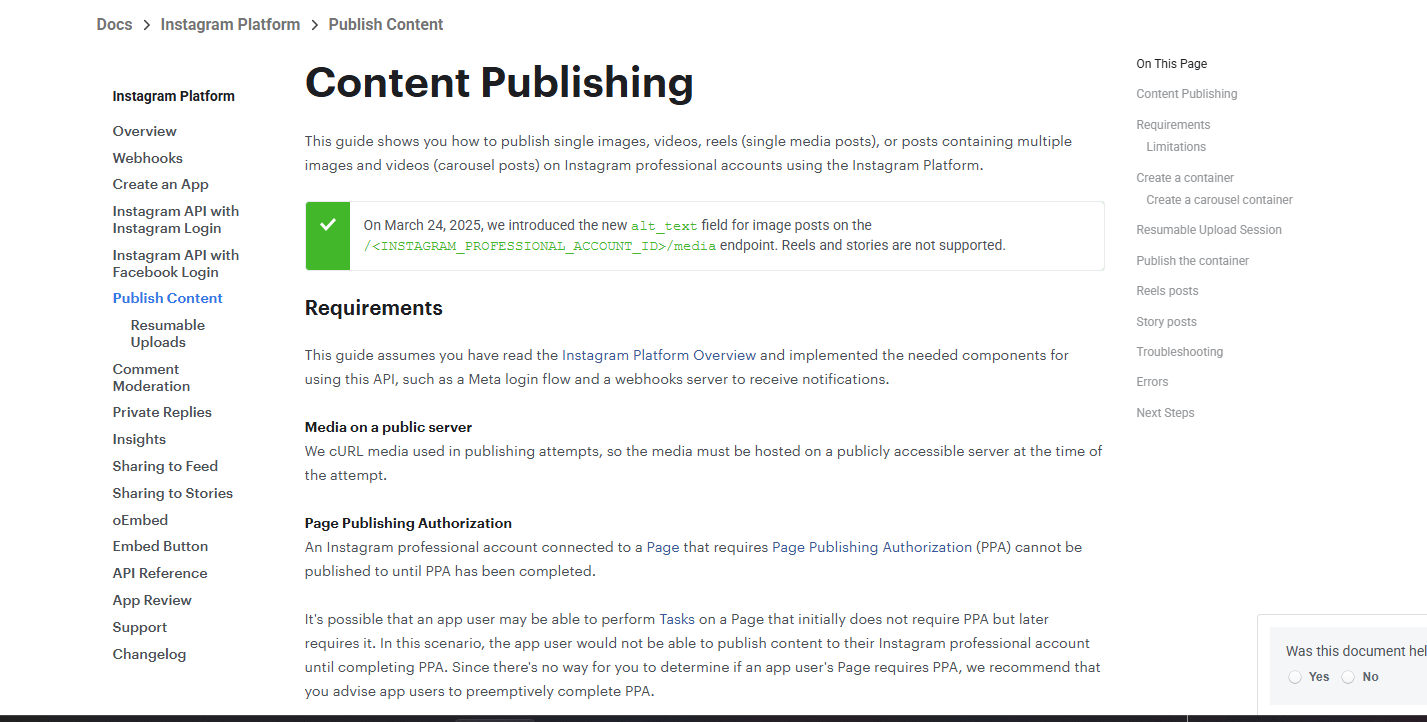 Docs > Instagram Platform > Publish Content
Instagram Platform
Overview
Webhooks
Create an App
Instagram API with
Instagram Login
Instagram API with
Facebook Login
Publish Content
Resumable
Uploads
Comment
Moderation
Private Replies
Insights
Sharing to Feed
Sharing to Stories
oEmbed
Embed Button
API Reference
App Review
Support
Changelog
Content Publishing
This guide shows you how to publish single images, videos, reels (single media posts), or posts containing multiple
images and videos (carousel posts) on Instagram professional accounts using the Instagram Platform.
On March 24, 2025, we introduced the new alt_text field for image posts on the
/<INSTAGRAM_PROFESSIONAL_ACCOUNT_ID>/media endpoint. Reels and stories are not supported.
Requirements
This guide assumes you have read the Instagram Platform Overview and implemented the needed components for
using this API, such as a Meta login flow and a webhooks server to receive notifications.
Media on a public server
We cURL media used in publishing attempts, so the media must be hosted on a publicly accessible server at the time of
the attempt.
Page Publishing Authorization
An Instagram professional account connected to a Page that requires Page Publishing Authorization (PPA) cannot be
published to until PPA has been completed.
It's possible that an app user may be able to perform Tasks on a Page that initially does not require PPA but later
requires it. In this scenario, the app user would not be able to publish content to their Instagram professional account
until completing PPA. Since there's no way for you to determine if an app user's Page requires PPA, we recommend that
you advise app users to preemptively complete PPA.
On This Page
Content Publishing
Requirements
Limitations
Create a container
Create a carousel container
Resumable Upload Session
Publish the container
Reels posts
Story posts
Troubleshooting
Errors
Next Steps
Was this document hel
Yes No